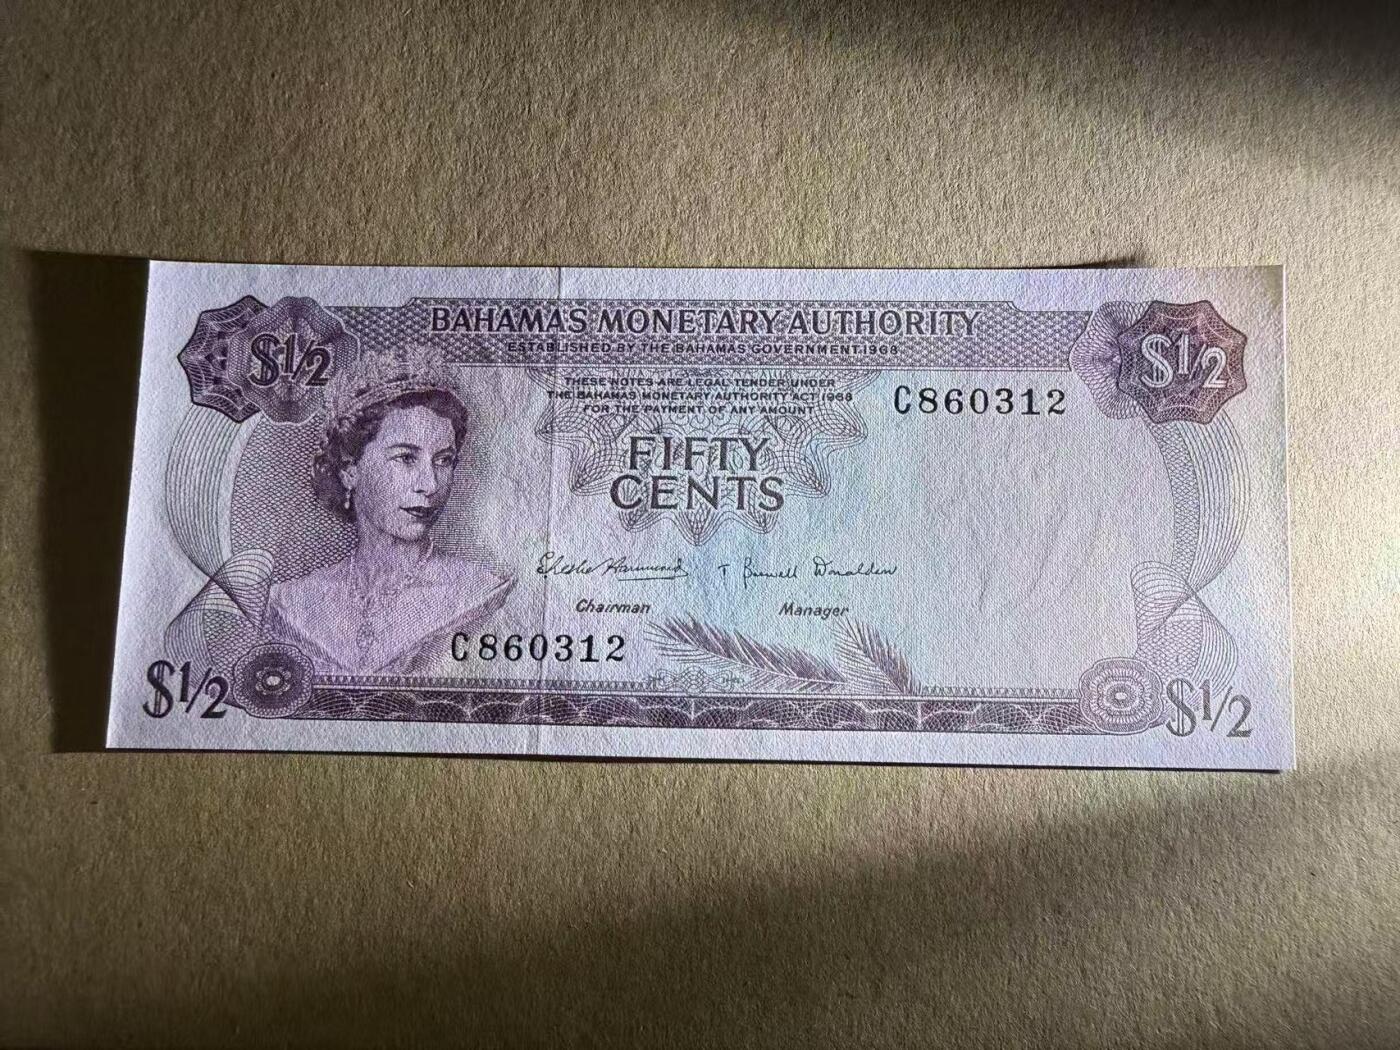 $1/2
BAHAMAS MONETARY AUTHORITY
$1/2
ESTABLISHED BY THE BAHAMAS GOVERNMENT 1968
THESE NOTES ARE LEGAL TENDER UNDER
THE BAHAMAS MONETARY AUTHORITY ACT 1968
FOR THE PAYMENT OF ANY AMOUNT
C860312
FIFTY
CENTS
Chairman
Manager
C860312
$1/2
$1/2